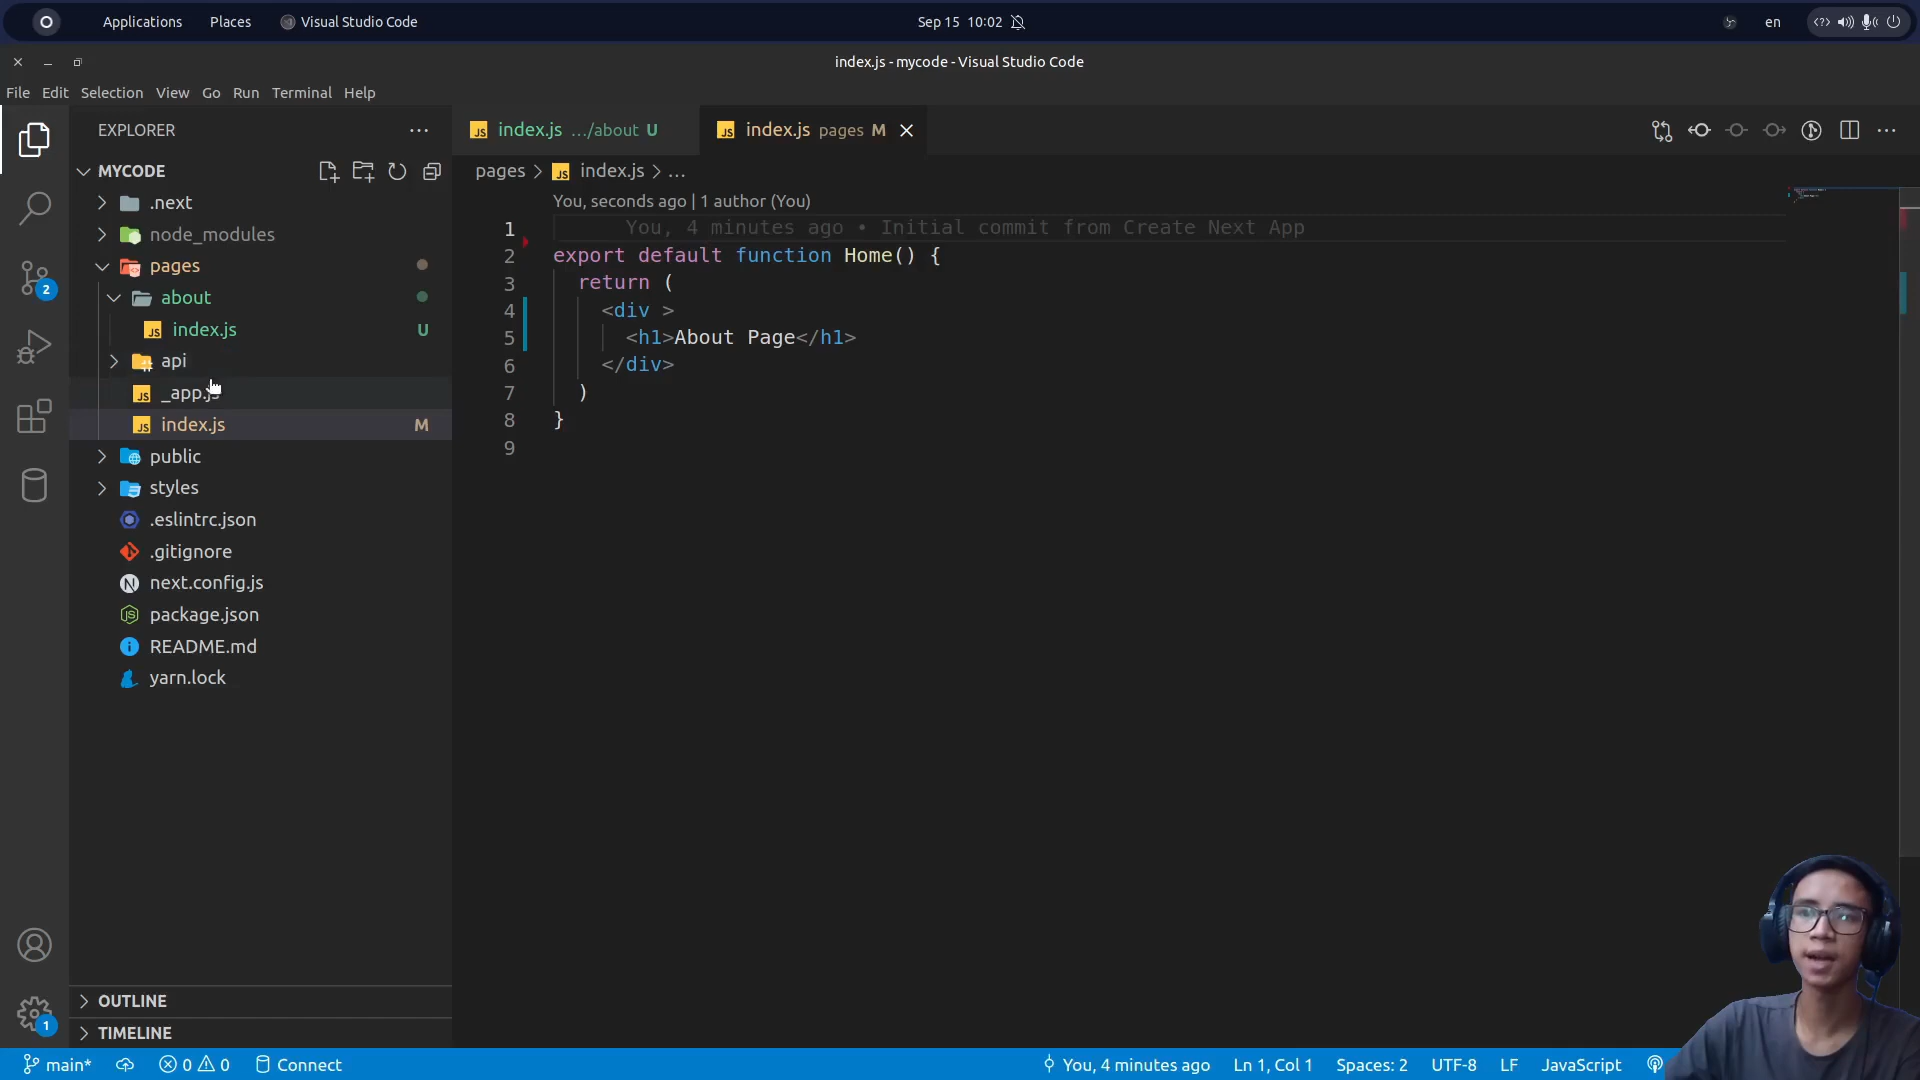 Applications Places Visual Studio Code Sep 15 10:02 en
index.js - mycode - Visual Studio Code
File Edit Selection View Go Run Terminal Help
EXPLORER
MYCODE
.next
node_modules
pages
about
index.js U
api
_app.js
index.js M
public
styles
.eslintrc.json
.gitignore
next.config.js
package.json
README.md
yarn.lock
OUTLINE
TIMELINE
2
1
index.js .../about U
index.js pages M
pages > index.js > ...
You, seconds ago | 1 author (You)
1 You, 4 minutes ago • Initial commit from Create Next App
2 export default function Home() {
3 return (
4 <div >
5 <h1>About Page</h1>
6 </div>
7 )
8 }
9
main* 0 0 Connect You, 4 minutes ago Ln 1, Col 1 Spaces: 2 UTF-8 LF JavaScript